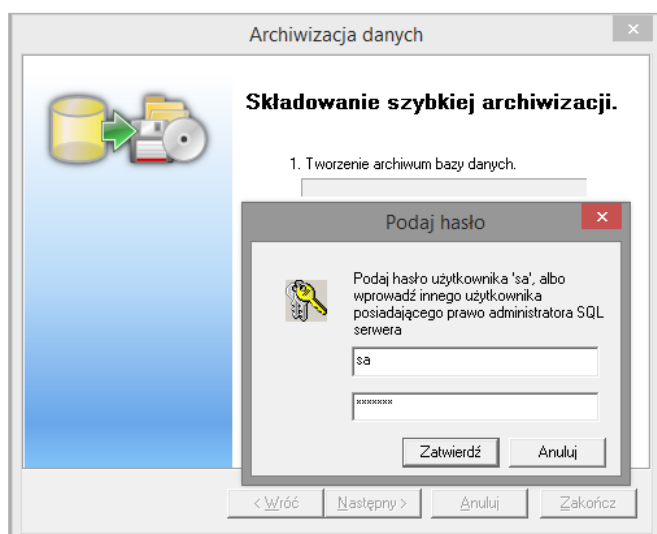 Archiwizacja danych
Składowanie szybkiej archiwizacji.
1. Tworzenie archiwum bazy danych.
Podaj hasło
Podaj hasło użytkownika 'sa', albo
wprowadź innego użytkownika
posiadającego prawo administratora SQL
serwera
sa
×××××××
Zatwierdź Anuluj
< Wróć Następny > Anuluj Zakończ